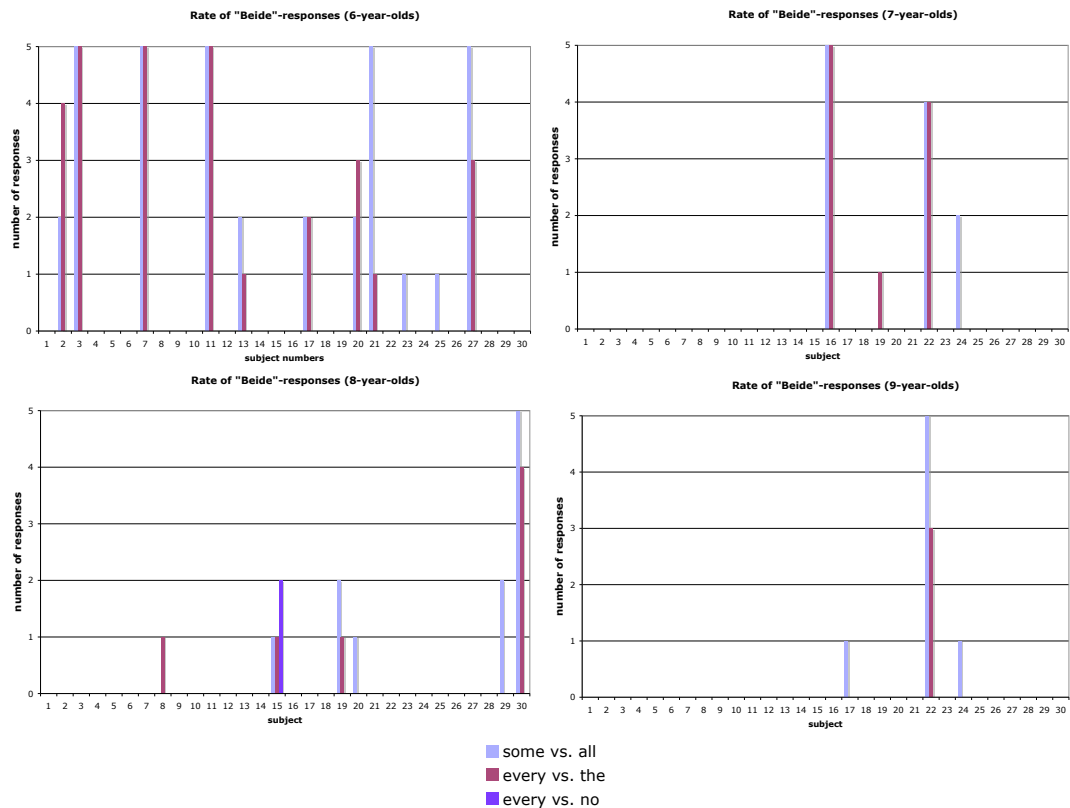 Rate of "Beide"-responses (6-year-olds)
5
4
3
2
1
0
number of responses
1 2 3 4 5 6 7 8 9 10 11 12 13 14 15 16 17 18 19 20 21 22 23 24 25 26 27 28 29 30
subject numbers
Rate of "Beide"-responses (7-year-olds)
5
4
3
2
1
0
number of responses
1 2 3 4 5 6 7 8 9 10 11 12 13 14 15 16 17 18 19 20 21 22 23 24 25 26 27 28 29 30
subject
Rate of "Beide"-responses (8-year-olds)
5
4
3
2
1
0
number of responses
1 2 3 4 5 6 7 8 9 10 11 12 13 14 15 16 17 18 19 20 21 22 23 24 25 26 27 28 29 30
subject
Rate of "Beide"-responses (9-year-olds)
5
4
3
2
1
0
number of responses
1 2 3 4 5 6 7 8 9 10 11 12 13 14 15 16 17 18 19 20 21 22 23 24 25 26 27 28 29 30
subject
some vs. all
every vs. the
every vs. no